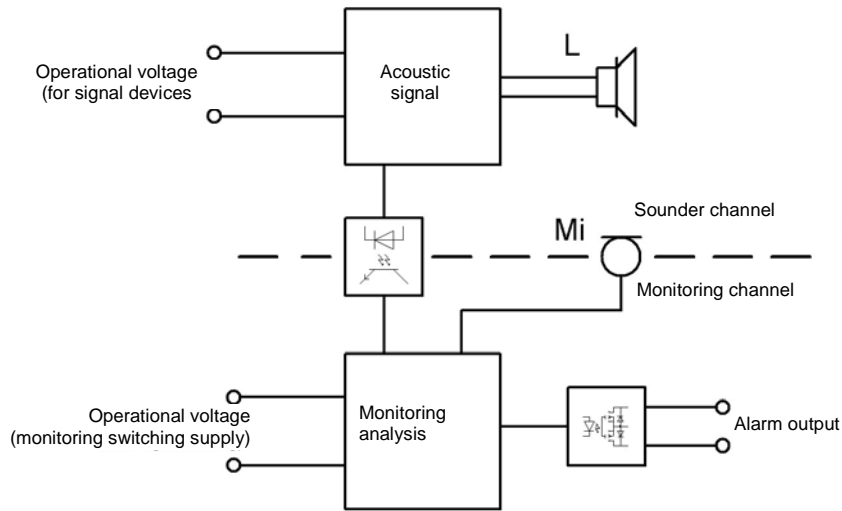 Operational voltage
(for signal devices
Acoustic
signal
L
Mi
Sounder channel
Monitoring channel
Operational voltage
(monitoring switching supply)
Monitoring
analysis
Alarm output